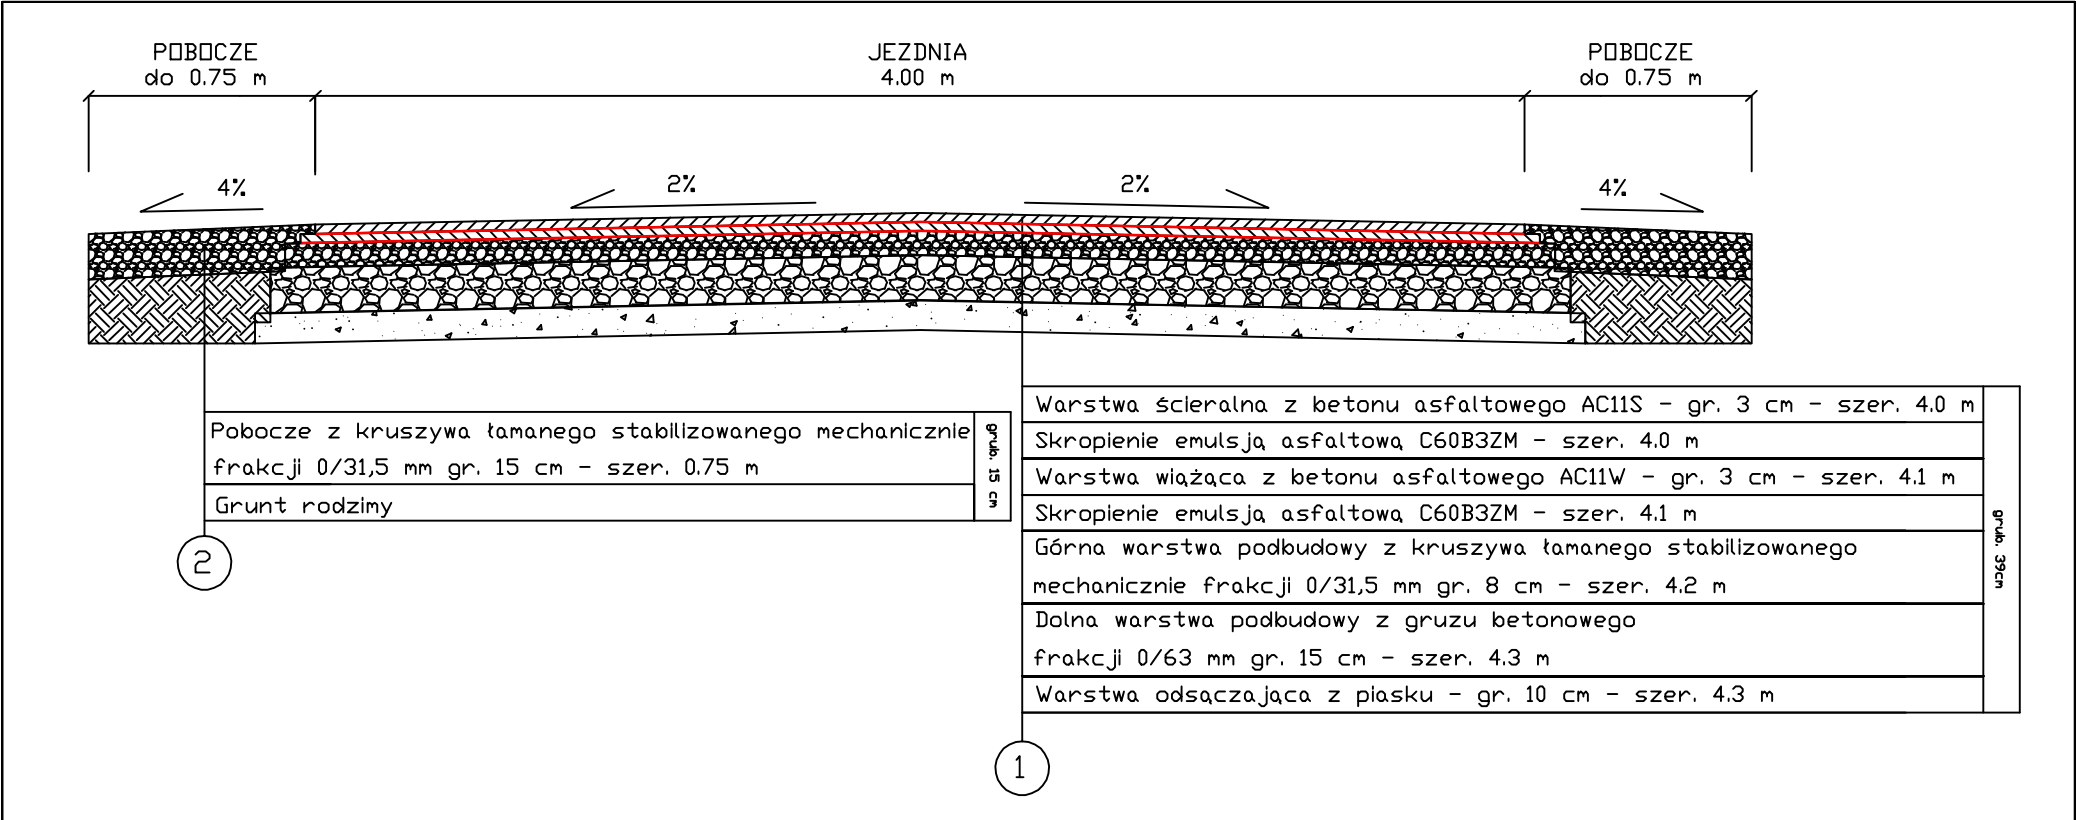 POBOCZE
do 0.75 m
JEZDNIA
4.00 m
POBOCZE
do 0.75 m
4%
2%
2%
4%
Pobocze z kruszywa łamanego stabilizowanego mechanicznie
frakcji 0/31,5 mm gr. 15 cm - szer. 0.75 m
Grunt rodzimy
grub. 15 cm
2
Warstwa ścieralna z betonu asfaltowego AC11S - gr. 3 cm - szer. 4.0 m
Skropienie emulsją asfaltową C60B3ZM - szer. 4.0 m
Warstwa wiążąca z betonu asfaltowego AC11W - gr. 3 cm - szer. 4.1 m
Skropienie emulsją asfaltową C60B3ZM - szer. 4.1 m
Górna warstwa podbudowy z kruszywa łamanego stabilizowanego
mechanicznie frakcji 0/31,5 mm gr. 8 cm - szer. 4.2 m
Dolna warstwa podbudowy z gruzu betonowego
frakcji 0/63 mm gr. 15 cm - szer. 4.3 m
Warstwa odsączająca z piasku - gr. 10 cm - szer. 4.3 m
grub. 39cm
1